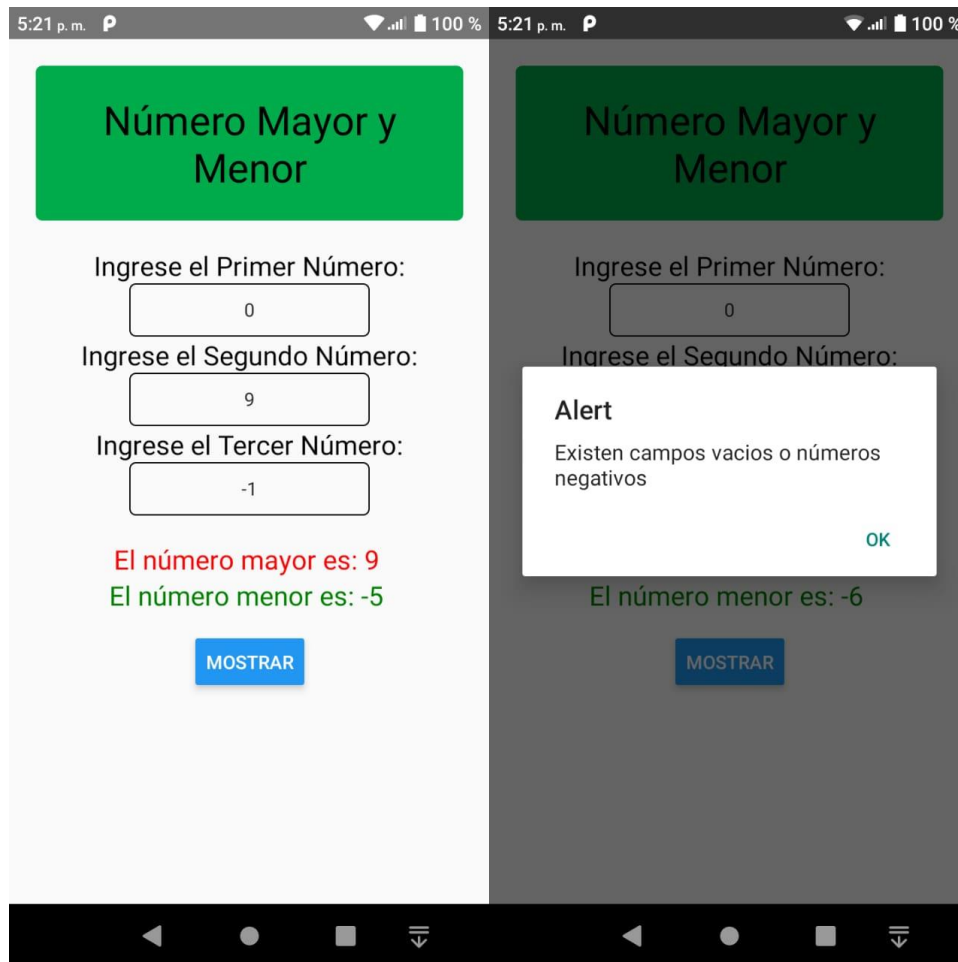 5:21 p. m.
100 %
Número Mayor y
Menor
Ingrese el Primer Número:
0
Ingrese el Segundo Número:
9
Ingrese el Tercer Número:
-1
El número mayor es: 9
El número menor es: -5
MOSTRAR
5:21 p. m.
100 %
Número Mayor y
Menor
Ingrese el Primer Número:
0
Ingrese el Segundo Número:
Alert
Existen campos vacios o números
negativos
OK
El número menor es: -6
MOSTRAR